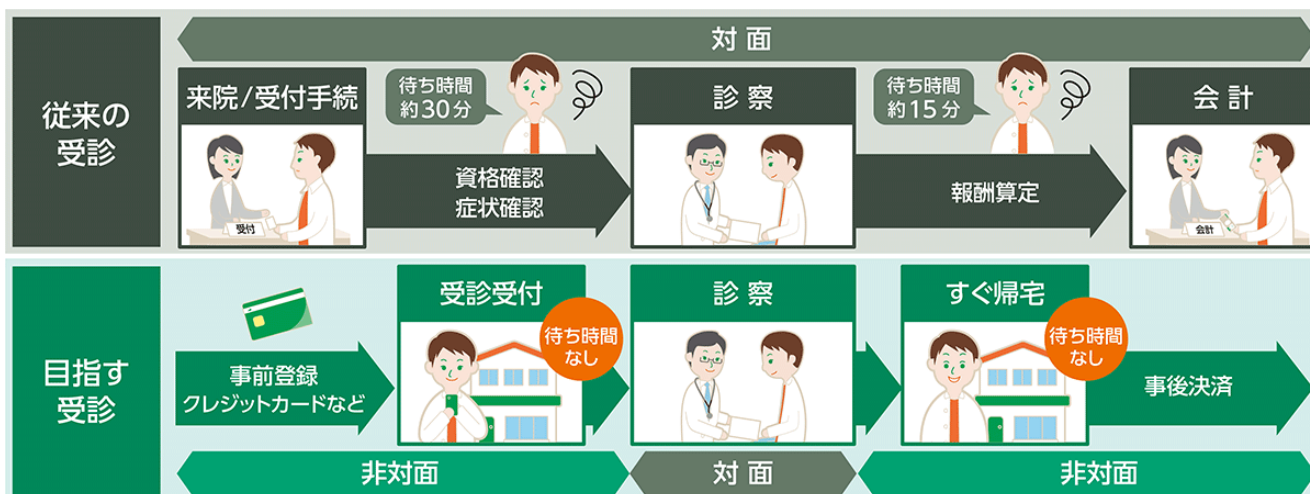 対面
従来の
受診
来院/受付手続
受付
待ち時間
約30分
資格確認
症状確認
診察
待ち時間
約15分
報酬算定
会計
会計
目指す
受診
事前登録
クレジットカードなど
受診受付
待ち時間
なし
診察
すぐ帰宅
待ち時間
なし
事後決済
非対面
対面
非対面